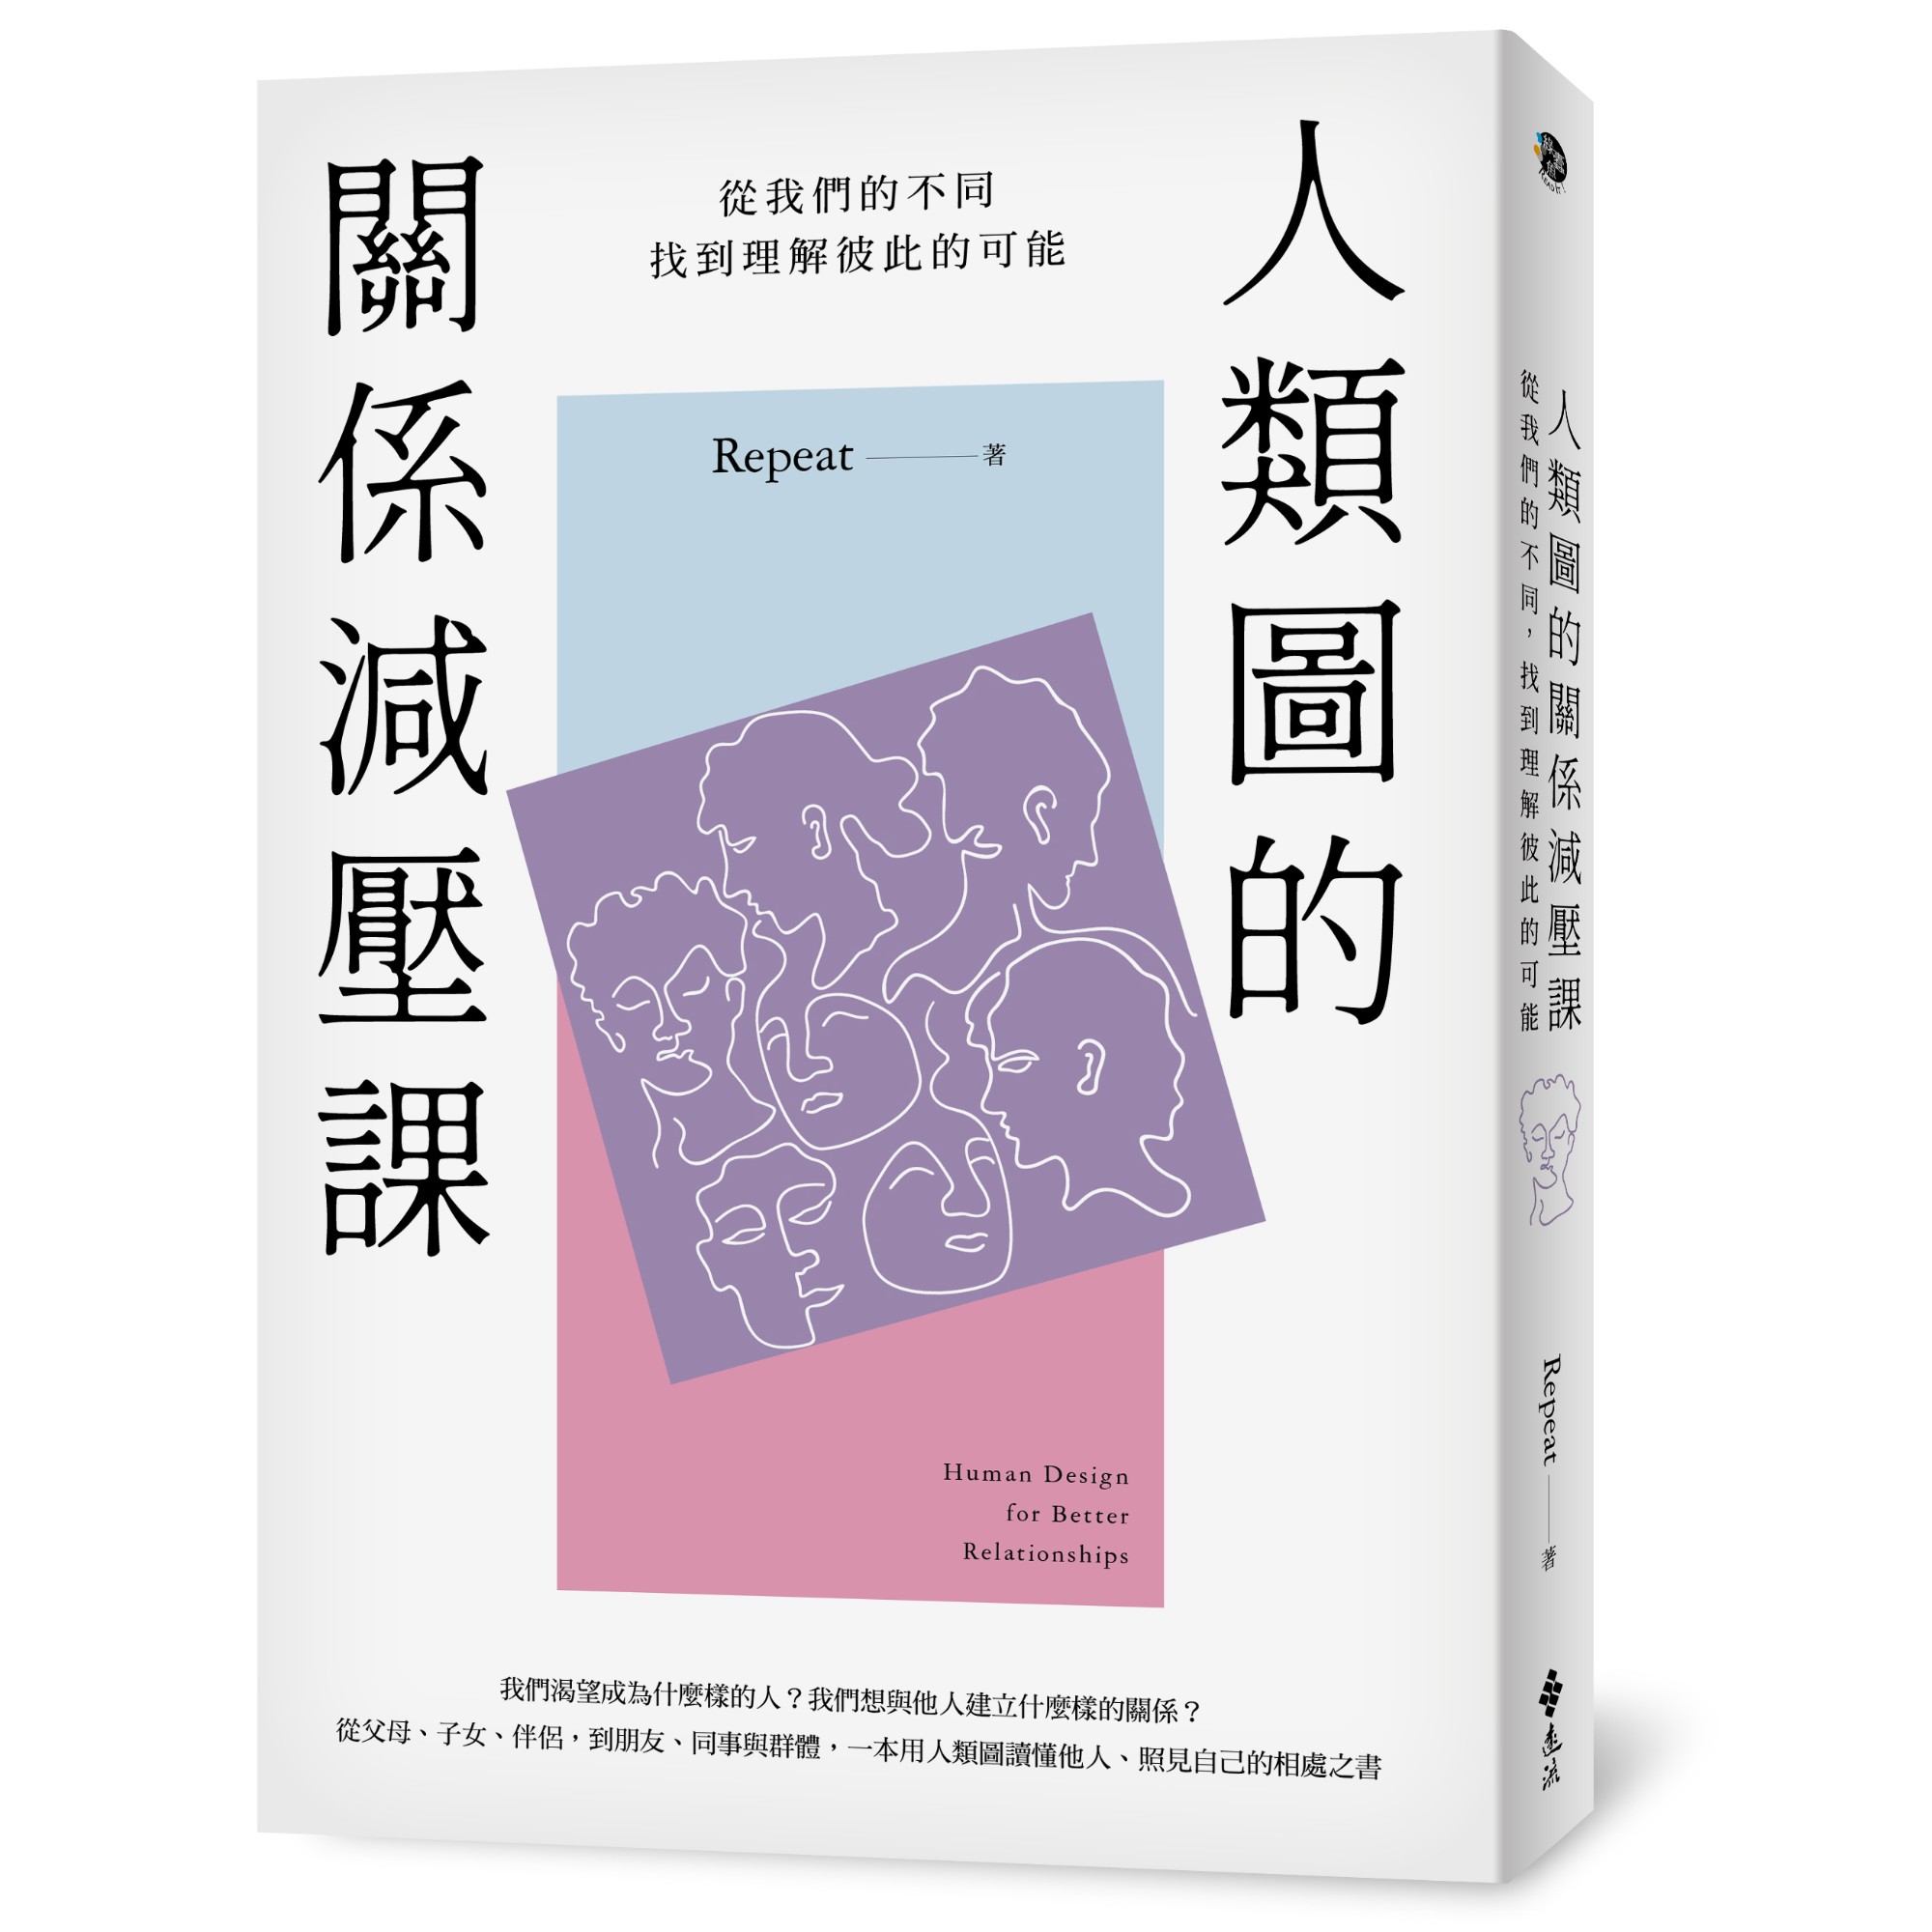 人類圖的
關係減壓課
從我們的不同
找到理解彼此的可能
Repeat 著
Human Design
for Better
Relationships
我們渴望成為什麼樣的人？我們想與他人建立什麼樣的關係？
從父母、子女、伴侶，到朋友、同事與群體，一本用人類圖讀懂他人、照見自己的相處之書
人類圖的關係減壓課
從我們的不同，找到理解彼此的可能
Repeat 著
遠流